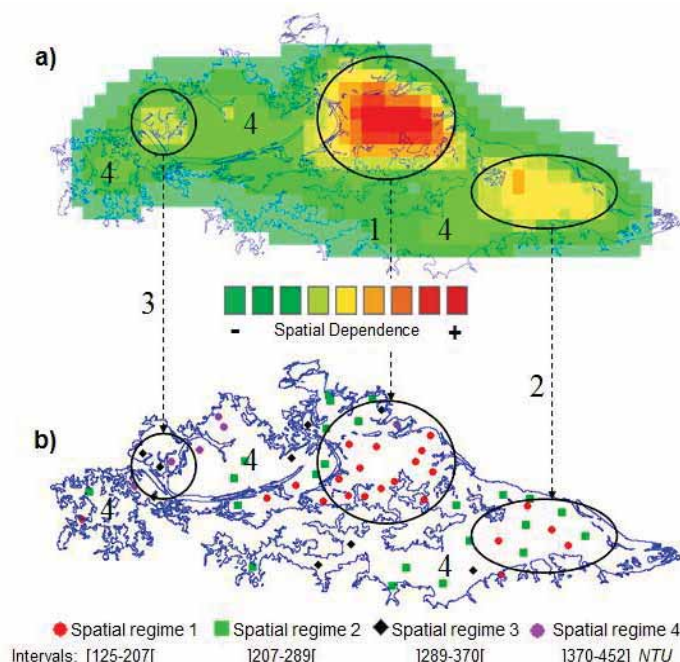 a)
4
4
1
4
3
- Spatial Dependence +
2
b)
4
4
4
Spatial regime 1 Spatial regime 2 Spatial regime 3 Spatial regime 4
Intervals: [125-207[ ]207-289[ ]289-370[ ]370-452] NTU